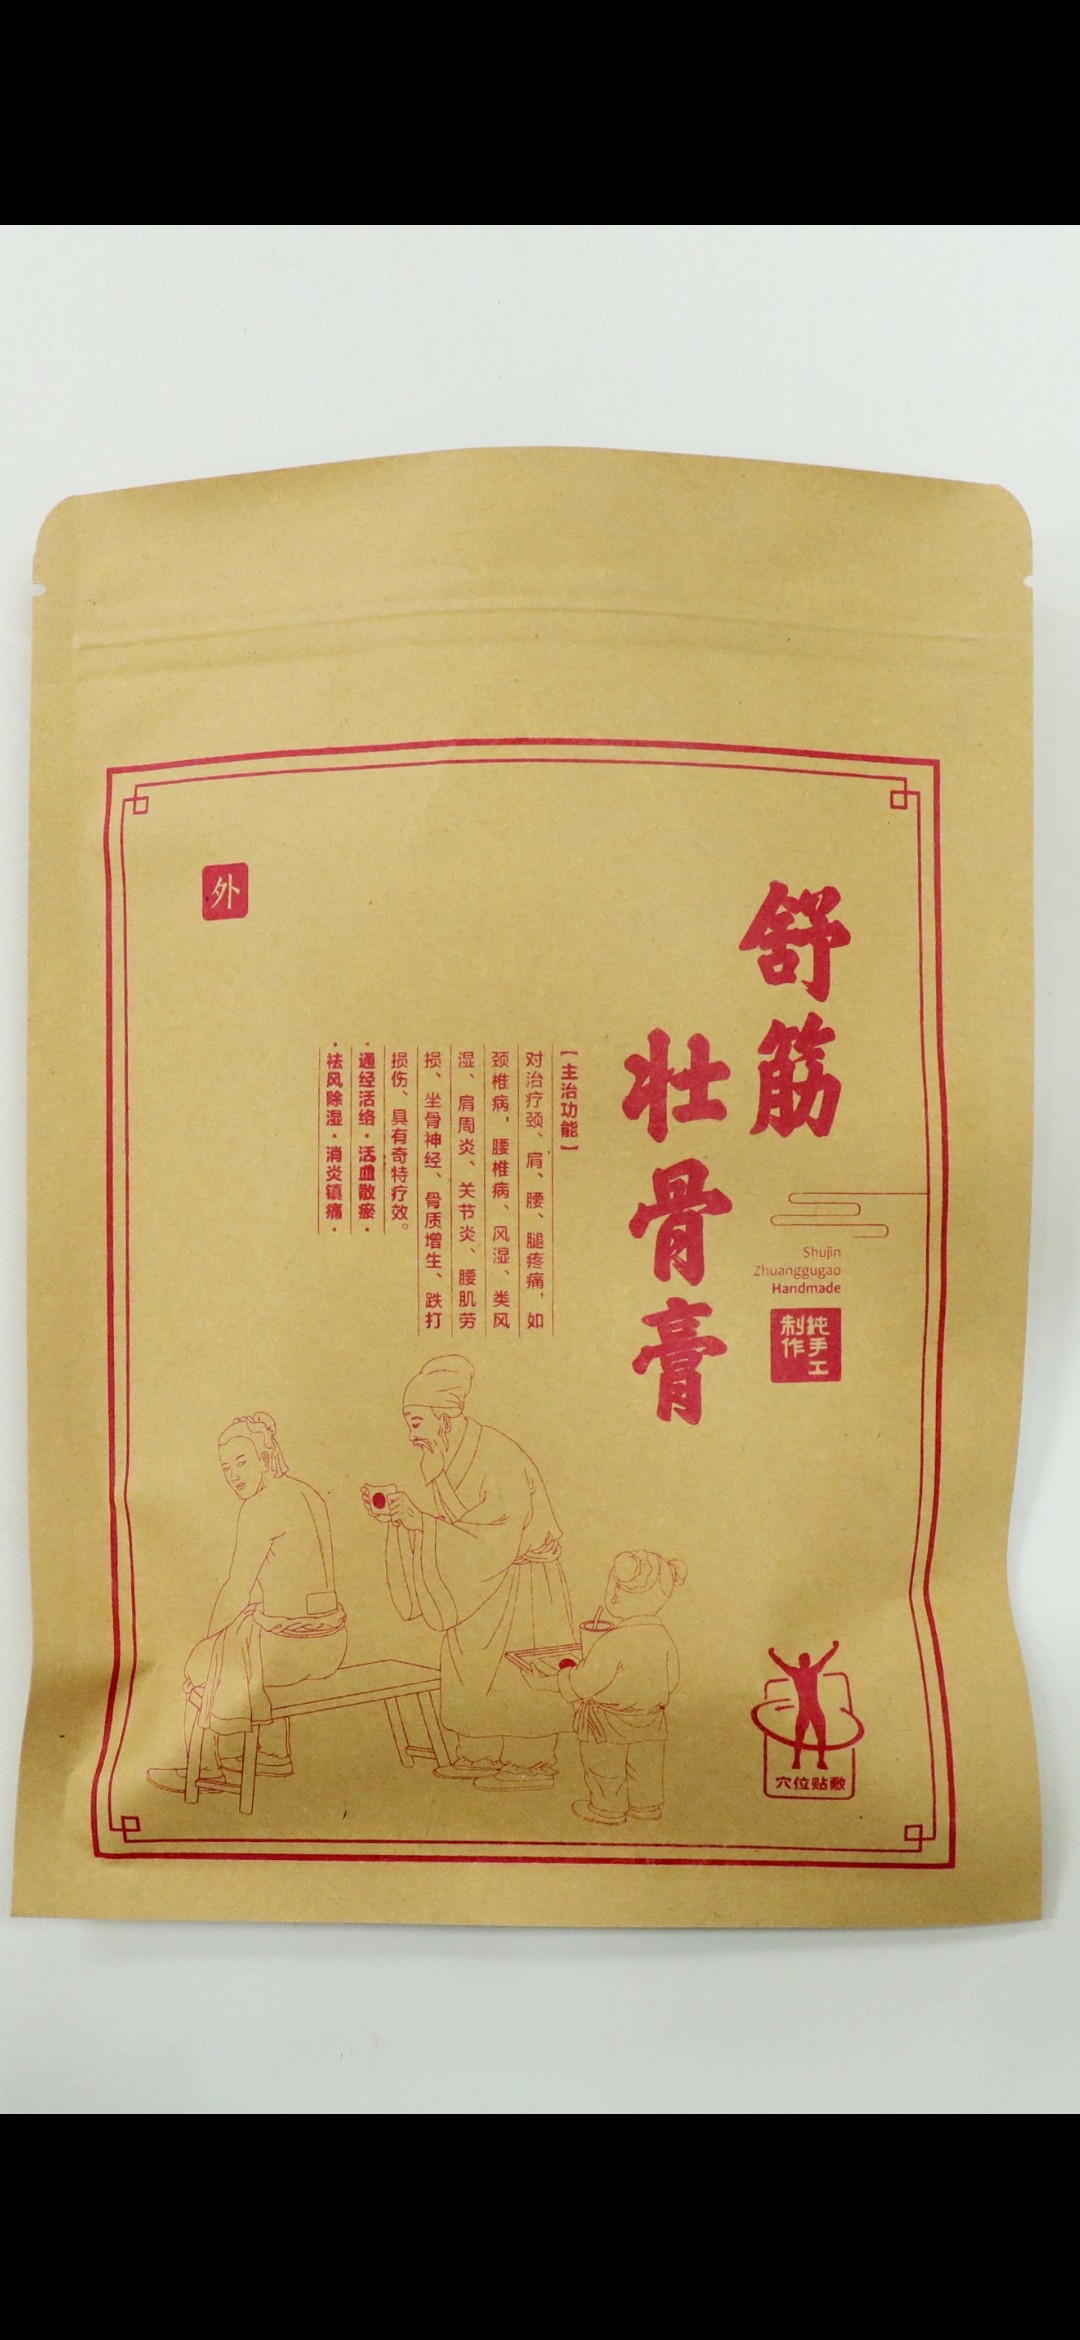 舒筋
壮骨膏
Shujin
Zhuanggugao
Handmade
纯手工
制作
【主治功能】
对治疗颈、肩、腰、腿疼痛,如
颈椎病,腰椎病、风湿、类风
湿、肩周炎、关节炎、腰肌劳
损、坐骨神经、骨质增生、跌打
损伤、具有奇特疗效。
·通经活络·活血散瘀·
·祛风除湿·消炎镇痛·
外
穴位贴敷